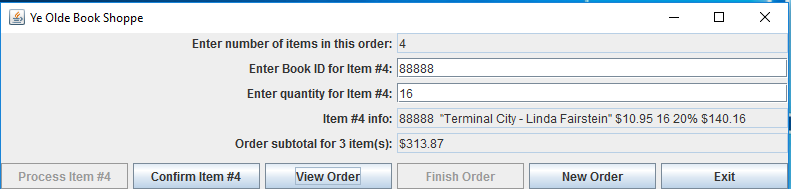 Ye Olde Book Shoppe
Enter number of items in this order: 4
Enter Book ID for Item #4: 88888
Enter quantity for Item #4: 16
Item #4 info: 88888 "Terminal City - Linda Fairstein" $10.95 16 20% $140.16
Order subtotal for 3 item(s): $313.87
Process Item #4 Confirm Item #4 View Order Finish Order New Order Exit